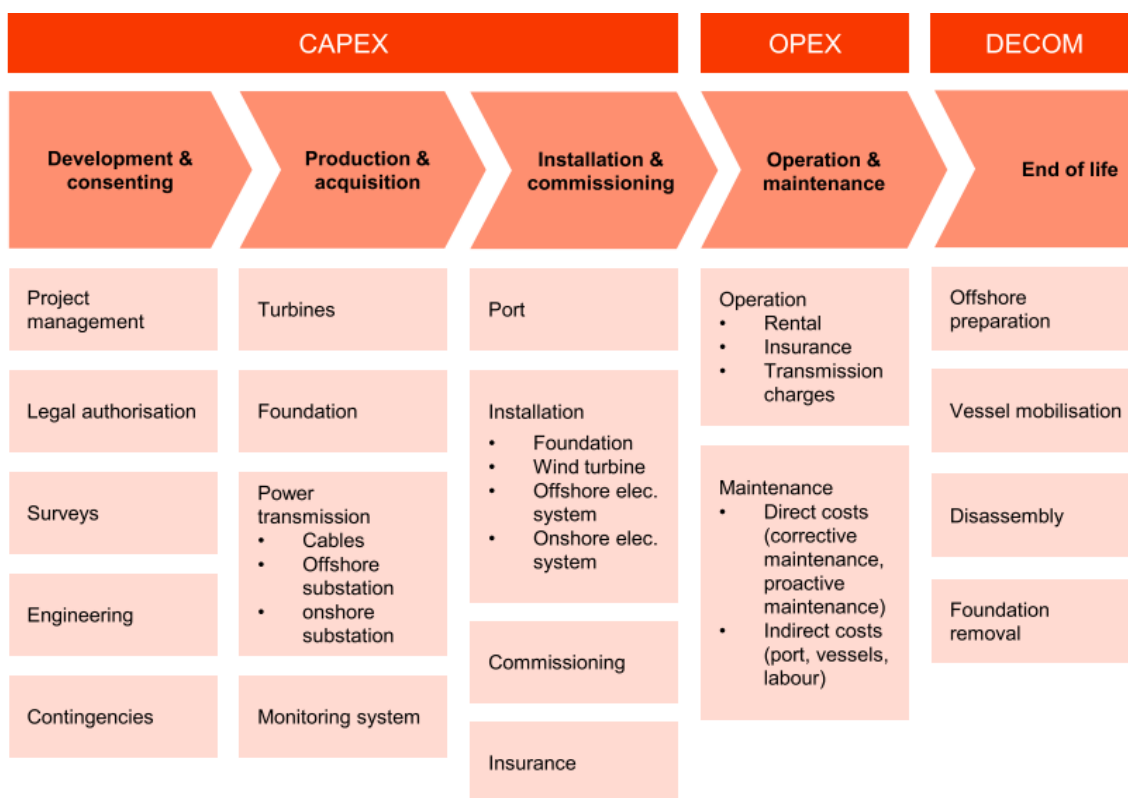 CAPEX
OPEX
DECOM
Development &
consenting
Production &
acquisition
Installation &
commissioning
Operation &
maintenance
End of life
Project
management
Legal authorisation
Surveys
Engineering
Contingencies
Turbines
Foundation
Power
transmission
• Cables
• Offshore
substation
• onshore
substation
Monitoring system
Port
Installation
• Foundation
• Wind turbine
• Offshore elec.
system
• Onshore elec.
system
Commissioning
Insurance
Operation
• Rental
• Insurance
• Transmission
charges
Maintenance
• Direct costs
(corrective
maintenance,
proactive
maintenance)
• Indirect costs
(port, vessels,
labour)
Offshore
preparation
Vessel mobilisation
Disassembly
Foundation
removal